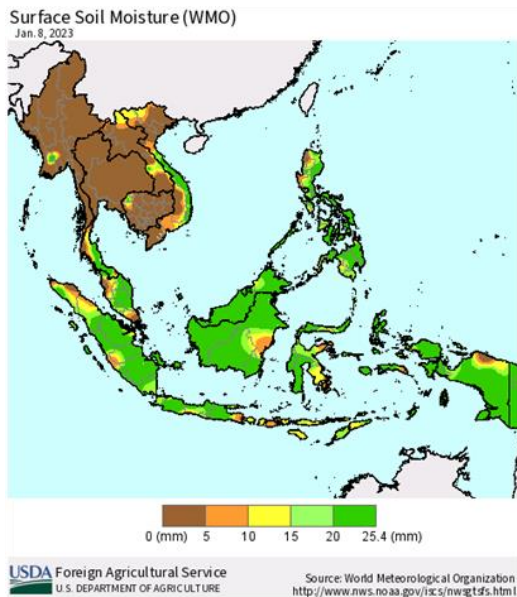 Surface Soil Moisture (WMO)
Jan. 8, 2023
0 (mm) 5 10 15 20 25.4 (mm)
USDA Foreign Agricultural Service
U.S. DEPARTMENT OF AGRICULTURE
Source: World Meteorological Organization
http://www.nws.noaa.gov/iscs/nwsgtsfs.html